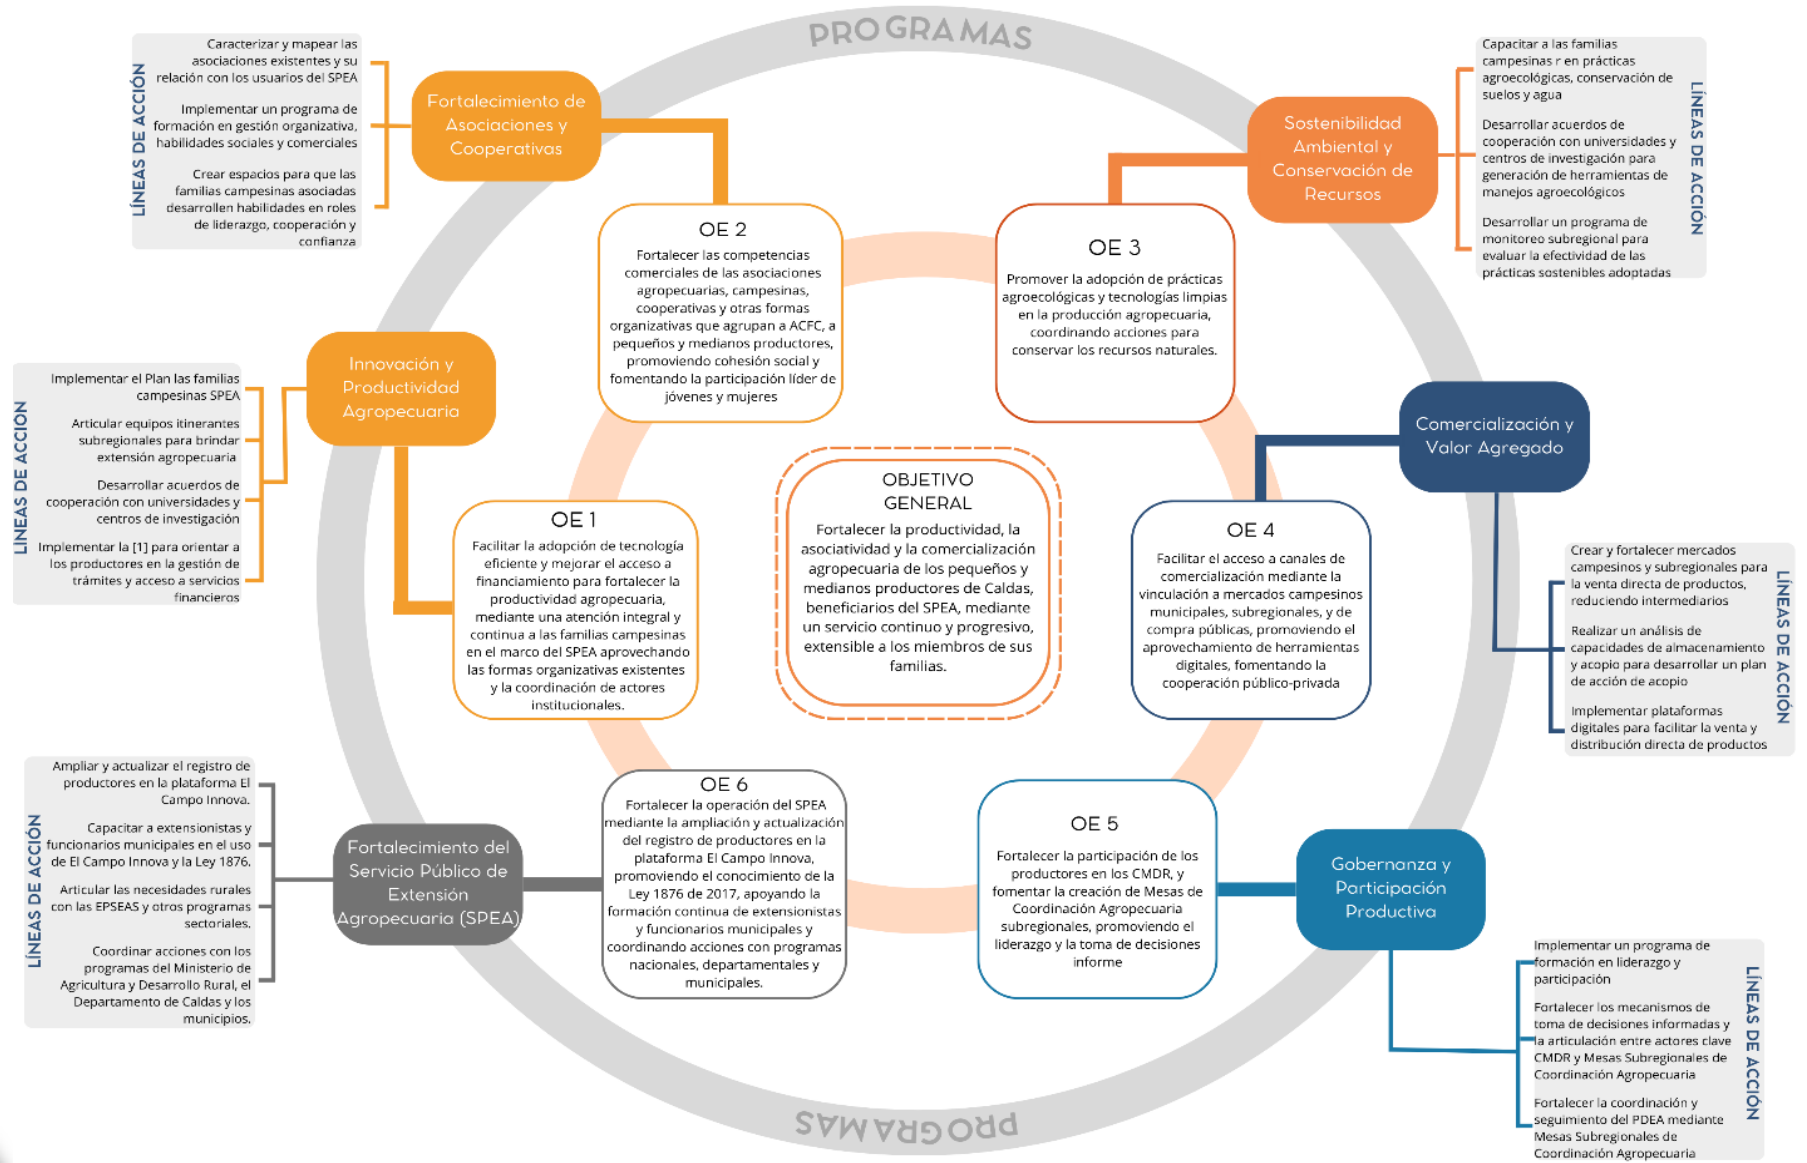 PROGRAMAS
LÍNEAS DE ACCIÓN
Caracterizar y mapear las
asociaciones existentes y su
relación con los usuarios del SPEA
Implementar un programa de
formación en gestión organizativa,
habilidades sociales y comerciales
Crear espacios para que las
familias campesinas asociadas
desarrollen habilidades en roles
de liderazgo, cooperación y
confianza
Fortalecimiento de
Asociaciones y
Cooperativas
Sostenibilidad
Ambiental y
Conservación de
Recursos
Capacitar a las familias
campesinas r en prácticas
agroecológicas, conservación de
suelos y agua
Desarrollar acuerdos de
cooperación con universidades y
centros de investigación para
generación de herramientas de
manejos agroecológicos
Desarrollar un programa de
monitoreo subregional para
evaluar la efectividad de las
prácticas sostenibles adoptadas
LÍNEAS DE ACCIÓN
OE 2
Fortalecer las competencias
comerciales de las asociaciones
agropecuarias, campesinas,
cooperativas y otras formas
organizativas que agrupan a ACFC, a
pequeños y medianos productores,
promoviendo cohesión social y
fomentando la participación líder de
jóvenes y mujeres
OE 3
Promover la adopción de prácticas
agroecológicas y tecnologías limpias
en la producción agropecuaria,
coordinando acciones para
conservar los recursos naturales.
LÍNEAS DE ACCIÓN
Implementar el Plan las familias
campesinas SPEA
Articular equipos itinerantes
subregionales para brindar
extensión agropecuaria
Desarrollar acuerdos de
cooperación con universidades y
centros de investigación
Implementar la [1] para orientar a
los productores en la gestión de
trámites y acceso a servicios
financieros
Innovación y
Productividad
Agropecuaria
Comercialización y
Valor Agregado
OE 1
Facilitar la adopción de tecnología
eficiente y mejorar el acceso a
financiamiento para fortalecer la
productividad agropecuaria,
mediante una atención integral y
continua a las familias campesinas
en el marco del SPEA aprovechando
las formas organizativas existentes
y la coordinación de actores
institucionales.
OBJETIVO
GENERAL
Fortalecer la productividad, la
asociatividad y la comercialización
agropecuaria de los pequeños y
medianos productores de Caldas,
beneficiarios del SPEA, mediante
un servicio continuo y progresivo,
extensible a los miembros de sus
familias.
OE 4
Facilitar el acceso a canales de
comercialización mediante la
vinculación a mercados campesinos
municipales, subregionales, y de
compra públicas, promoviendo el
aprovechamiento de herramientas
digitales, fomentando la
cooperación público-privada
Crear y fortalecer mercados
campesinos y subregionales para
la venta directa de productos,
reduciendo intermediarios
Realizar un análisis de
capacidades de almacenamiento
y acopio para desarrollar un plan
de acción de acopio
Implementar plataformas
digitales para facilitar la venta y
distribución directa de productos
LÍNEAS DE ACCIÓN
LÍNEAS DE ACCIÓN
Ampliar y actualizar el registro de
productores en la plataforma El
Campo Innova.
Capacitar a extensionistas y
funcionarios municipales en el uso
de El Campo Innova y la Ley 1876.
Articular las necesidades rurales
con las EPSEAS y otros programas
sectoriales.
Coordinar acciones con los
programas del Ministerio de
Agricultura y Desarrollo Rural, el
Departamento de Caldas y los
municipios.
Fortalecimiento del
Servicio Público de
Extensión
Agropecuaria (SPEA)
OE 6
Fortalecer la operación del SPEA
mediante la ampliación y actualización
del registro de productores en la
plataforma El Campo Innova,
promoviendo el conocimiento de la
Ley 1876 de 2017, apoyando la
formación continua de extensionistas
y funcionarios municipales y
coordinando acciones con programas
nacionales, departamentales y
municipales.
OE 5
Fortalecer la participación de los
productores en los CMDR, y
fomentar la creación de Mesas de
Coordinación Agropecuaria
subregionales, promoviendo el
liderazgo y la toma de decisiones
informe
Gobernanza y
Participación
Productiva
Implementar un programa de
formación en liderazgo y
participación
Fortalecer los mecanismos de
toma de decisiones informadas y
la articulación entre actores clave
CMDR y Mesas Subregionales de
Coordinación Agropecuaria
Fortalecer la coordinación y
seguimiento del PDEA mediante
Mesas Subregionales de
Coordinación Agropecuaria
LÍNEAS DE ACCIÓN
PROGRAMAS